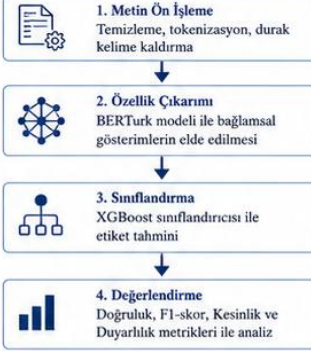 1. Metin Ön İşleme
Temizleme, tokenizasyon, durak
kelime kaldırma
2. Özellik Çıkarımı
BERTurk modeli ile bağlamsal
gösterimlerin elde edilmesi
3. Sınıflandırma
XGBoost sınıflandırıcısı ile
etiket tahmini
4. Değerlendirme
Doğruluk, F1-skor, Kesinlik ve
Duyarlılık metrikleri ile analiz